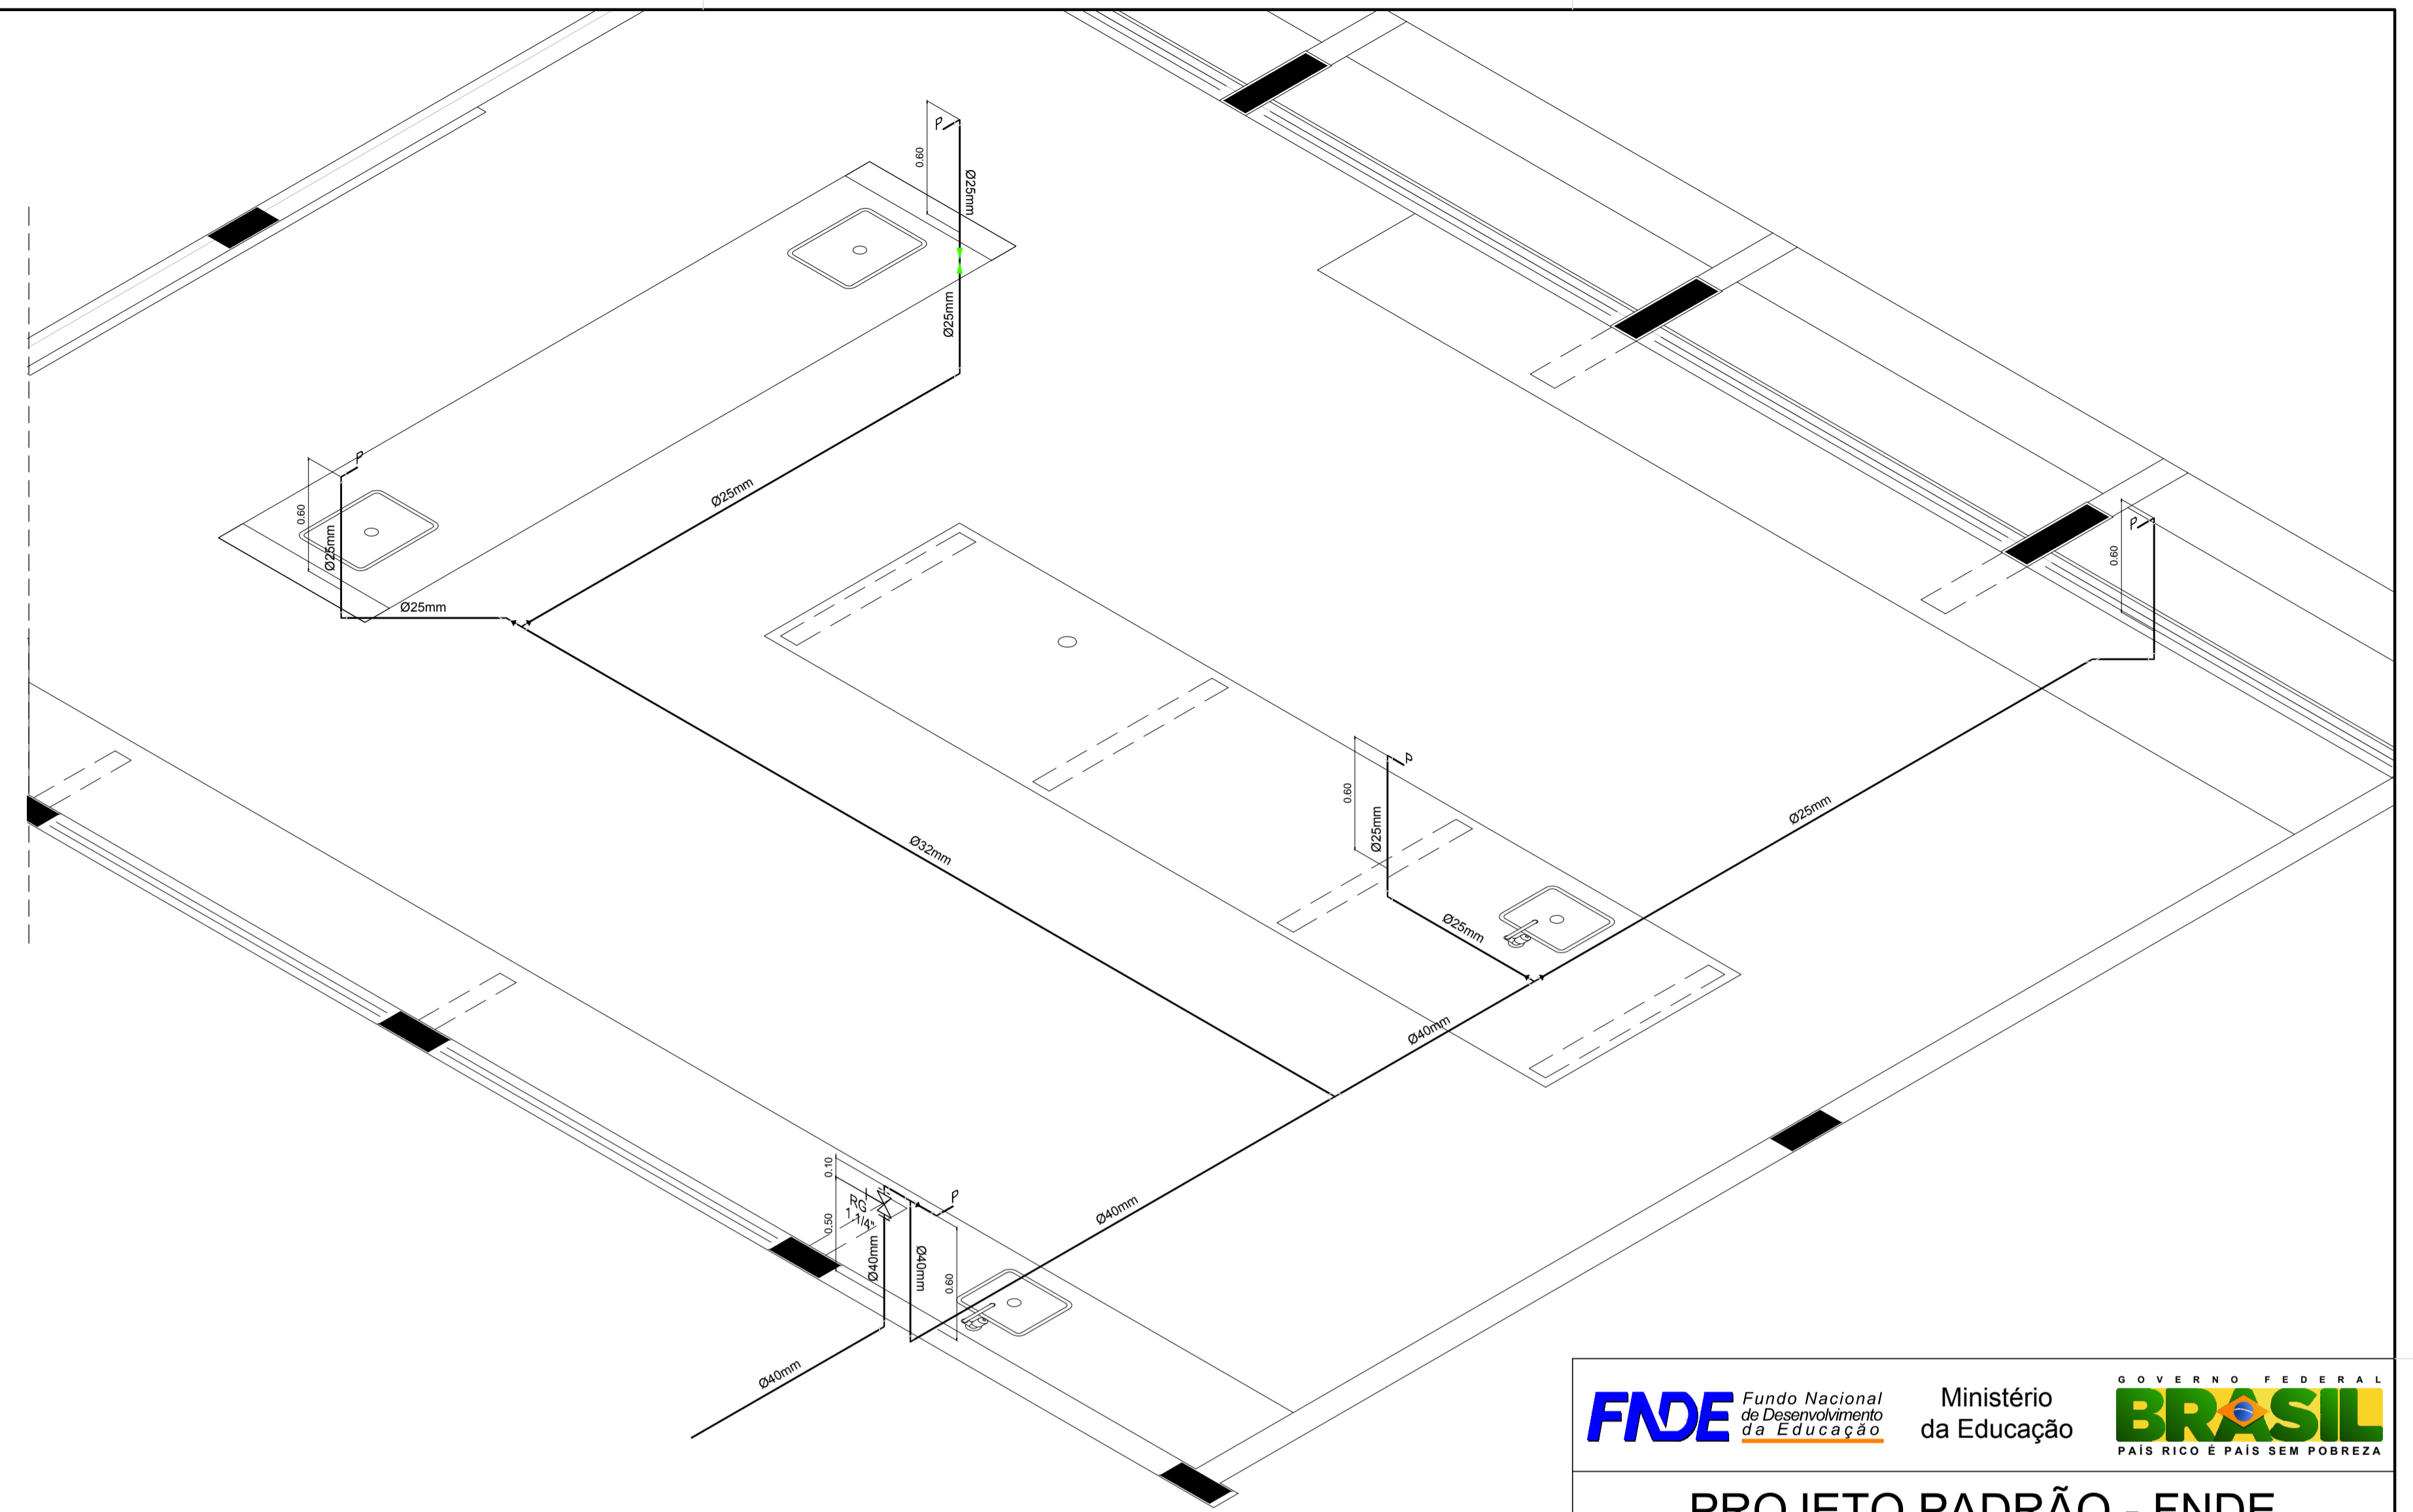 P
0.60
Ø25mm
Ø25mm
P
0.60
Ø25mm
Ø25mm
Ø25mm
P
0.60
P
0.60
Ø25mm
Ø25mm
Ø25mm
Ø32mm
Ø40mm
0.10
RG
1 1/4"
P
0.50
Ø40mm
Ø40mm
0.60
Ø40mm
Ø40mm
FNDE
Fundo Nacional
de Desenvolvimento
da Educação
Ministério
da Educação
GOVERNO FEDERAL
BRASIL
PAÍS RICO É PAÍS SEM POBREZA
PROJETO PADRÃO - FNDE